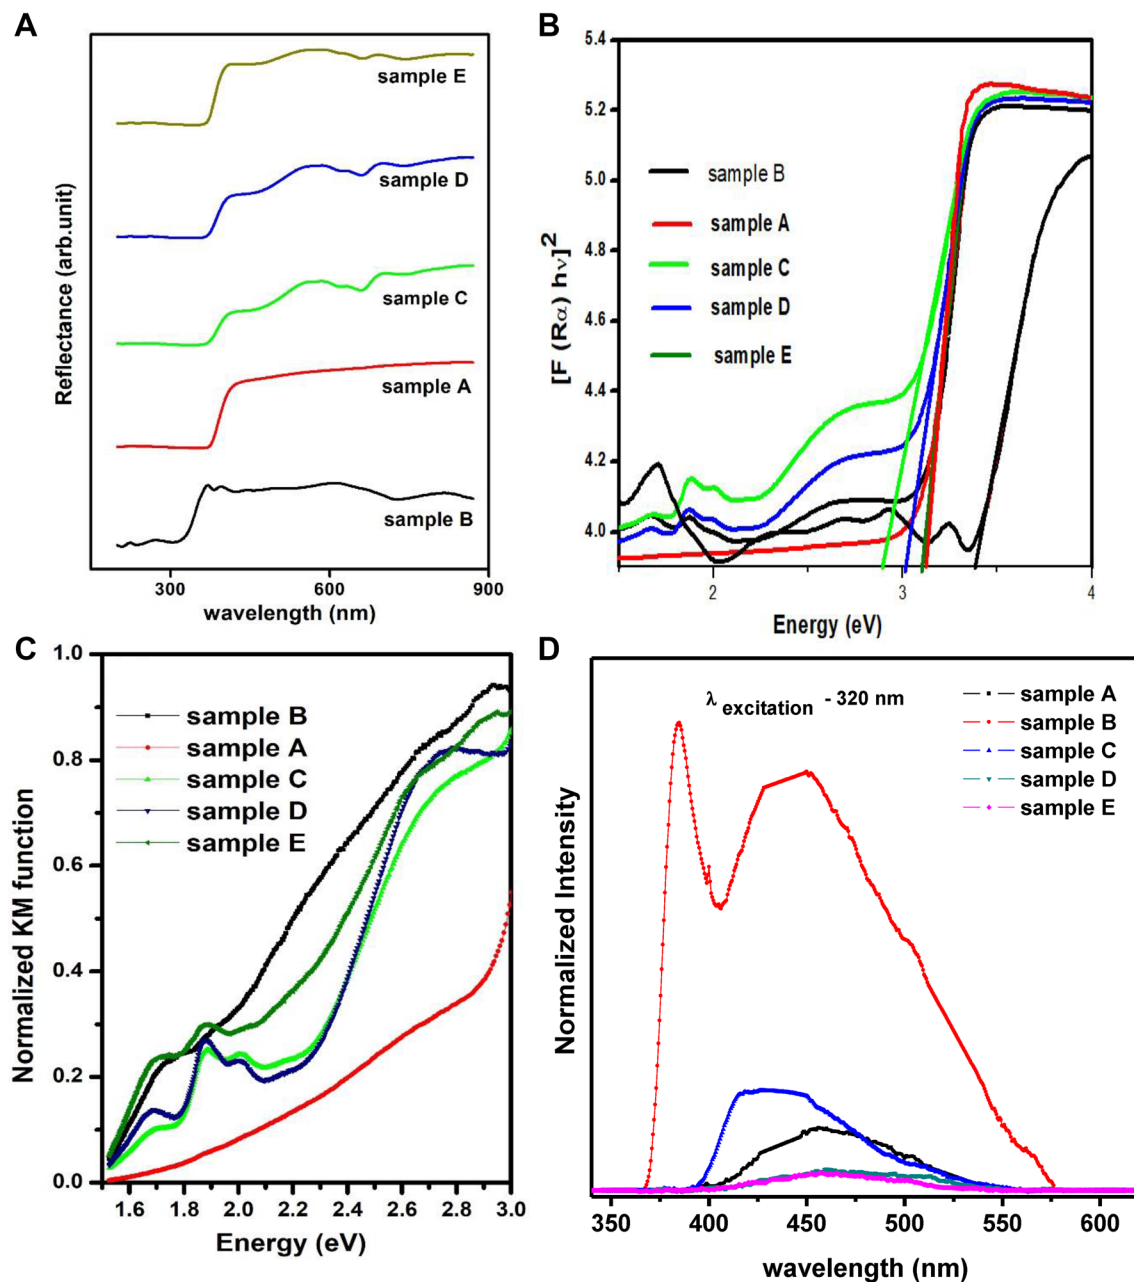 A
sample E
sample D
sample C
sample A
sample B
Reflectance (arb.unit)
300
600
900
wavelength (nm)
B
5.4
5.2
5.0
4.8
4.6
4.4
4.2
4.0
[F (Rα) hν]²
sample B
sample A
sample C
sample D
sample E
2
3
4
Energy (eV)
C
1.0
0.8
0.6
0.4
0.2
0.0
Normalized KM function
sample B
sample A
sample C
sample D
sample E
1.6
1.8
2.0
2.2
2.4
2.6
2.8
3.0
Energy (eV)
D
λ excitation - 320 nm
sample A
sample B
sample C
sample D
sample E
Normalized Intensity
350
400
450
500
550
600
wavelength (nm)